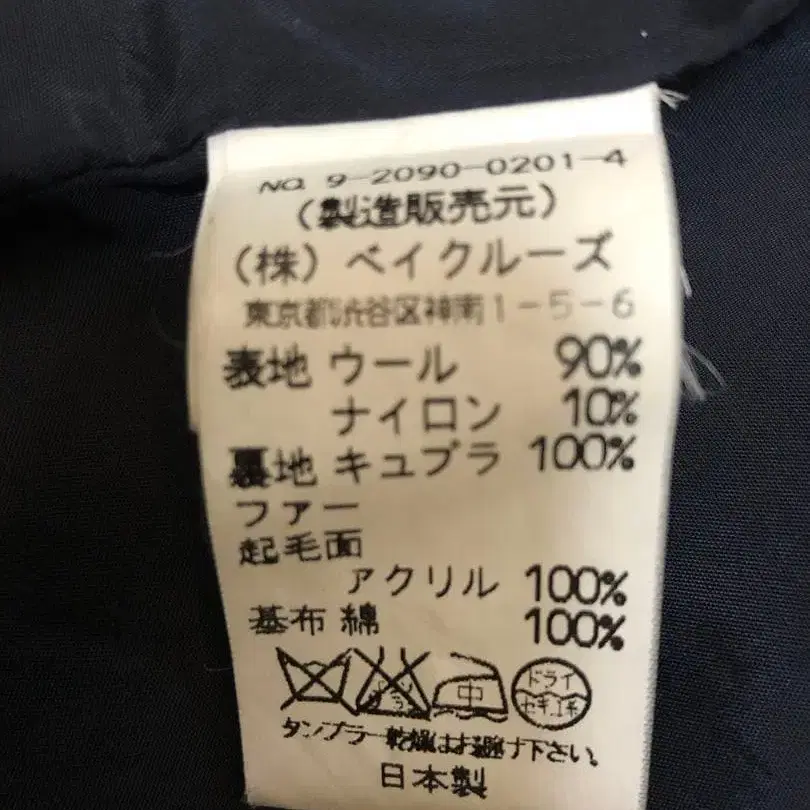 NO. 9-2090-0201-4
(製造販売元)
(株) ベイクルーズ
東京都渋谷区神南1-5-6
表地 ウール 90%
ナイロン 10%
裏地 キュプラ 100%
ファー
起毛面
アクリル 100%
基布 綿 100%
中 ドライ
セキユ系
タンブラー乾燥はお避け下さい。
日本製